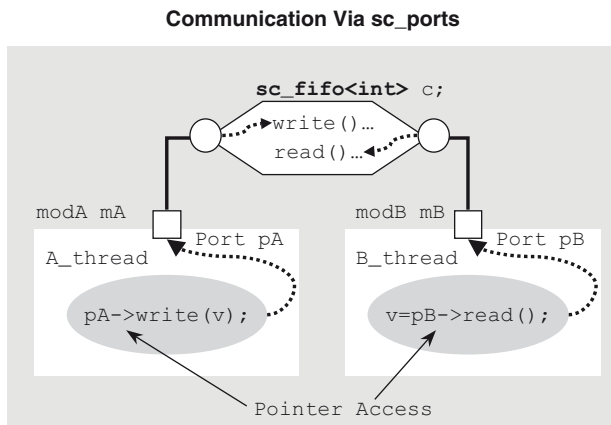 Communication Via sc_ports
sc_fifo<int> c;
write()…
read()…
modA mA
modB mB
Port pA
Port pB
A_thread
B_thread
pA->write(v);
v=pB->read();
Pointer Access